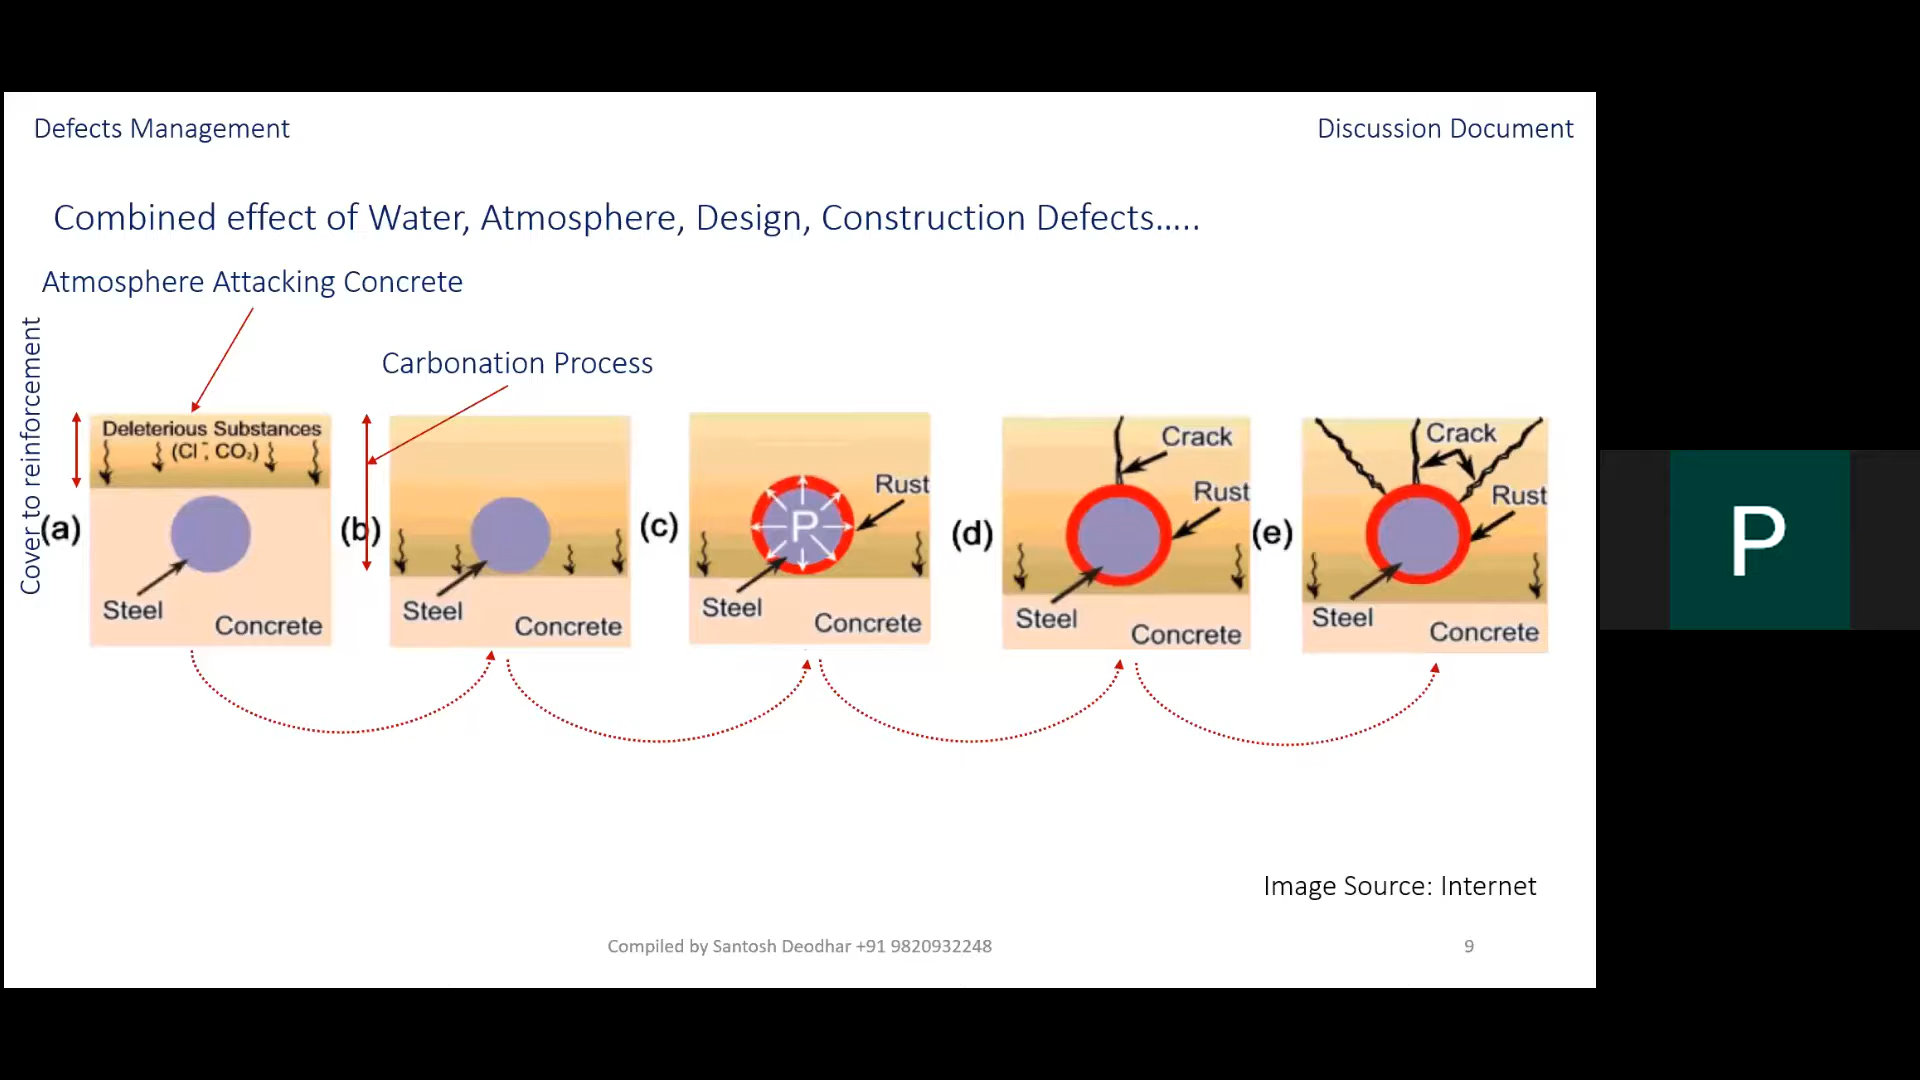 Defects Management
Discussion Document
Combined effect of Water, Atmosphere, Design, Construction Defects.....
Atmosphere Attacking Concrete
Cover to reinforcement
Carbonation Process
(a)
Deleterious Substances
(Cl⁻, CO₂)
Steel
Concrete
(b)
Steel
Concrete
(c)
P
Rust
Steel
Concrete
(d)
Crack
Rust
Steel
Concrete
(e)
Crack
Rust
Steel
Concrete
Image Source: Internet
Compiled by Santosh Deodhar +91 9820932248
9
P